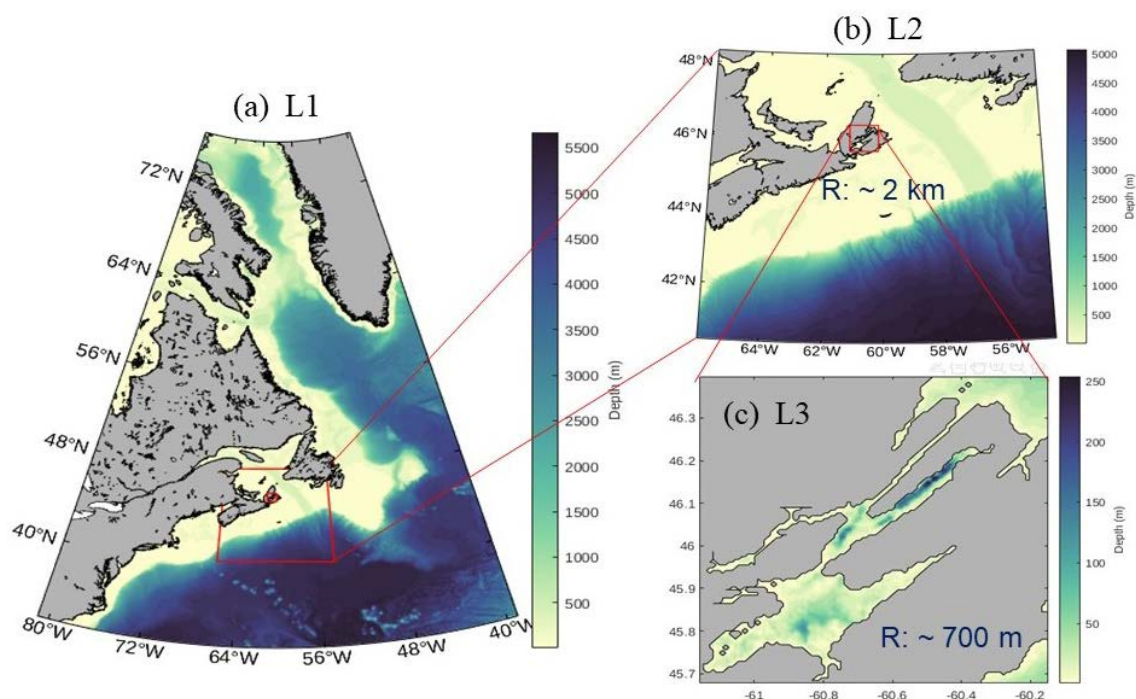 (a) L1
72°N
64°N
56°N
48°N
40°N
80°W
72°W
64°W
56°W
48°W
40°W
5500
5000
4500
4000
3500
3000
2500
2000
1500
1000
500
Depth (m)
(b) L2
48°N
46°N
44°N
42°N
64°W
62°W
60°W
58°W
56°W
R: ~ 2 km
5000
4500
4000
3500
3000
2500
2000
1500
1000
500
Depth (m)
(c) L3
46.3
46.2
46.1
46
45.9
45.8
45.7
-61
-60.8
-60.6
-60.4
-60.2
R: ~ 700 m
250
200
150
100
50
Depth (m)